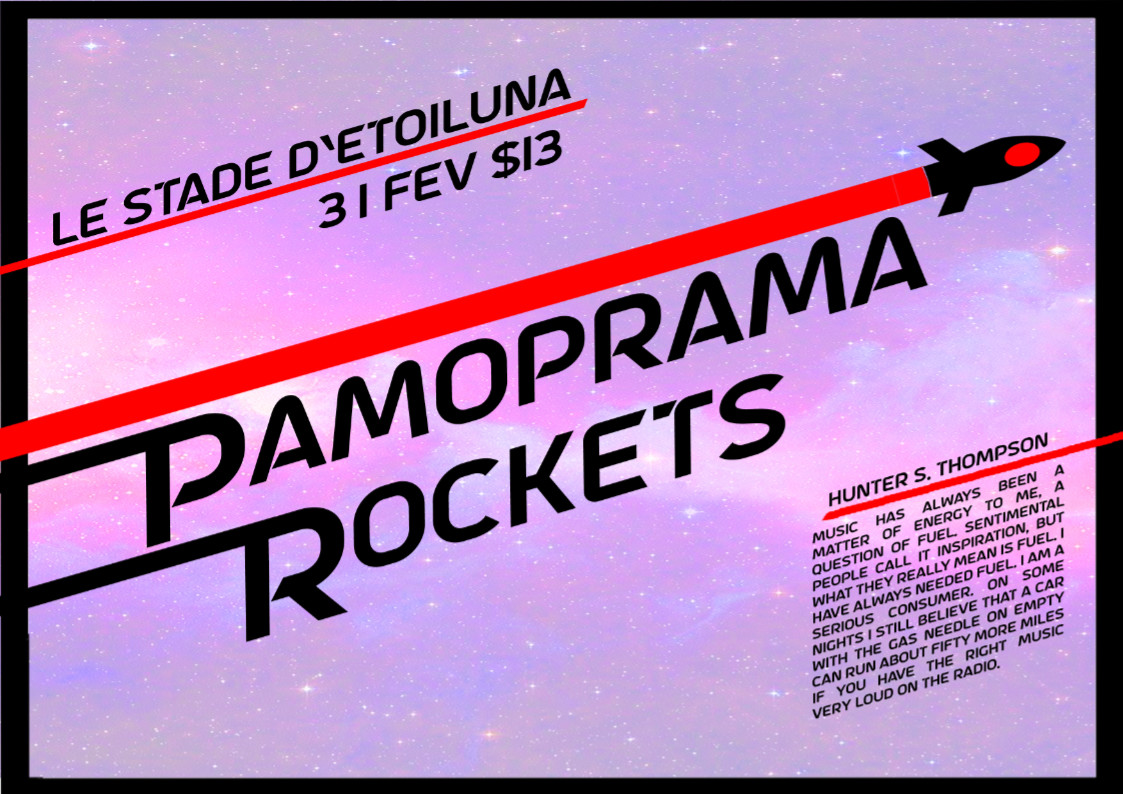 LE STADE D'ETOILUNA
31 FEV $13
PAMOPRAMA
ROCKETS
HUNTER S. THOMPSON
MUSIC HAS ALWAYS BEEN A
MATTER OF ENERGY TO ME, A
QUESTION OF FUEL. SENTIMENTAL
PEOPLE CALL IT INSPIRATION, BUT
WHAT THEY REALLY MEAN IS FUEL. I
HAVE ALWAYS NEEDED FUEL. I AM A
SERIOUS CONSUMER. ON SOME
NIGHTS I STILL BELIEVE THAT A CAR
WITH THE GAS NEEDLE ON EMPTY
CAN RUN ABOUT FIFTY MORE MILES
IF YOU HAVE THE RIGHT MUSIC
VERY LOUD ON THE RADIO.